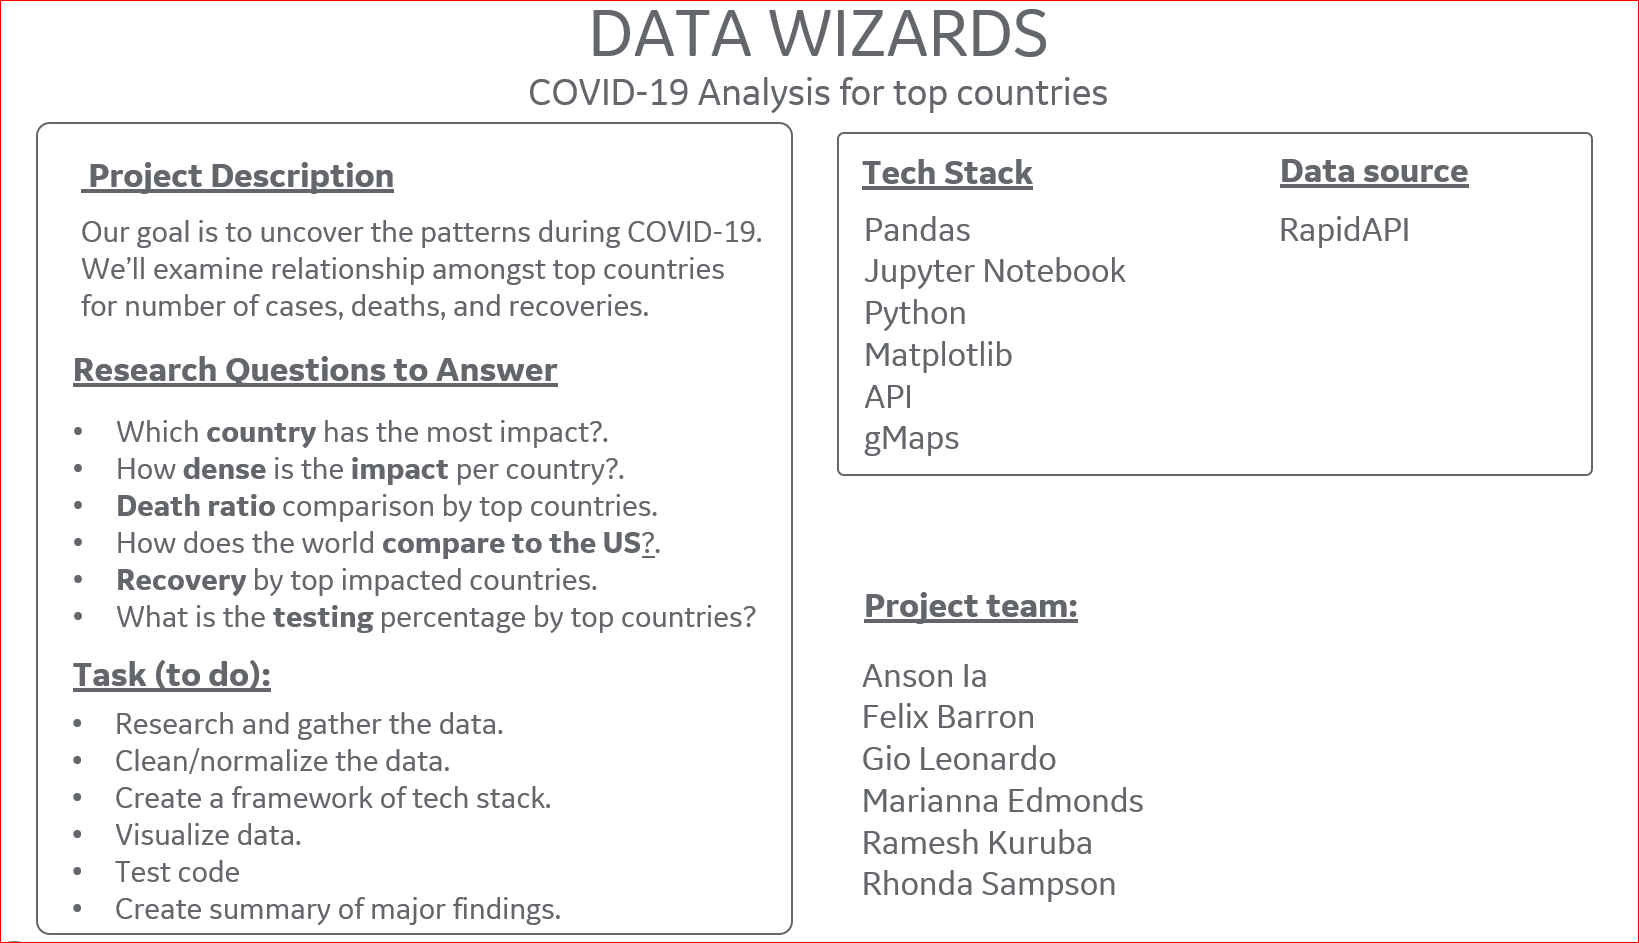 DATA WIZARDS
COVID-19 Analysis for top countries
Project Description
Our goal is to uncover the patterns during COVID-19.
We’ll examine relationship amongst top countries
for number of cases, deaths, and recoveries.
Research Questions to Answer
• Which country has the most impact?.
• How dense is the impact per country?.
• Death ratio comparison by top countries.
• How does the world compare to the US?.
• Recovery by top impacted countries.
• What is the testing percentage by top countries?
Task (to do):
• Research and gather the data.
• Clean/normalize the data.
• Create a framework of tech stack.
• Visualize data.
• Test code
• Create summary of major findings.
Tech Stack
Pandas
Jupyter Notebook
Python
Matplotlib
API
gMaps
Data source
RapidAPI
Project team:
Anson Ia
Felix Barron
Gio Leonardo
Marianna Edmonds
Ramesh Kuruba
Rhonda Sampson